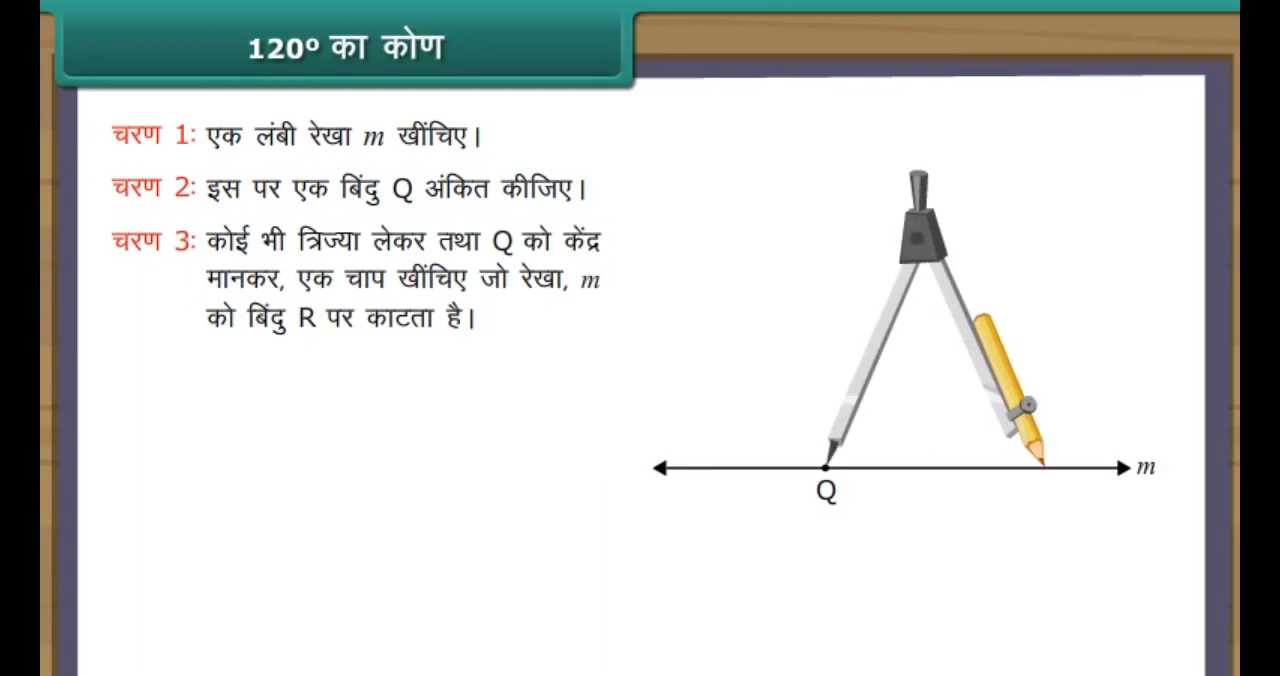 120° का कोण
चरण 1: एक लंबी रेखा m खींचिए।
चरण 2: इस पर एक बिंदु Q अंकित कीजिए।
चरण 3: कोई भी त्रिज्या लेकर तथा Q को केंद्र
मानकर, एक चाप खींचिए जो रेखा, m
को बिंदु R पर काटता है।
m
Q